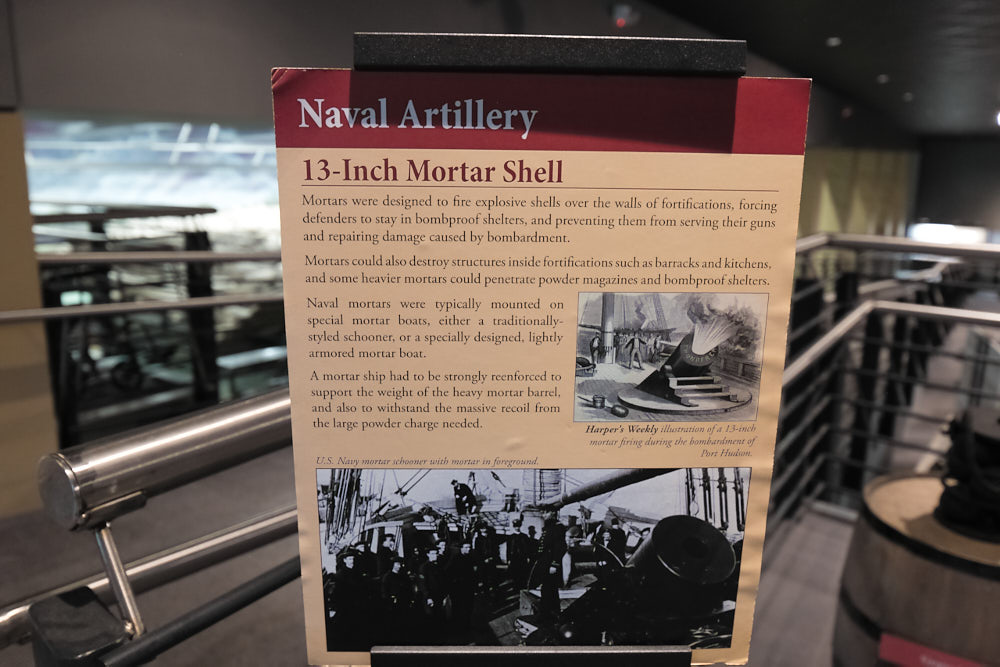 Naval Artillery
13-Inch Mortar Shell
Mortars were designed to fire explosive shells over the walls of fortifications, forcing
defenders to stay in bombproof shelters, and preventing them from serving their guns
and repairing damage caused by bombardment.
Mortars could also destroy structures inside fortifications such as barracks and kitchens,
and some heavier mortars could penetrate powder magazines and bombproof shelters.
Naval mortars were typically mounted on
special mortar boats, either a traditionally-
styled schooner, or a specially designed, lightly
armored mortar boat.
A mortar ship had to be strongly reenforced to
support the weight of the heavy mortar barrel,
and also to withstand the massive recoil from
the large powder charge needed.
Harper's Weekly illustration of a 13-inch
mortar firing during the bombardment of
Port Hudson.
U.S. Navy mortar schooner with mortar in foreground.